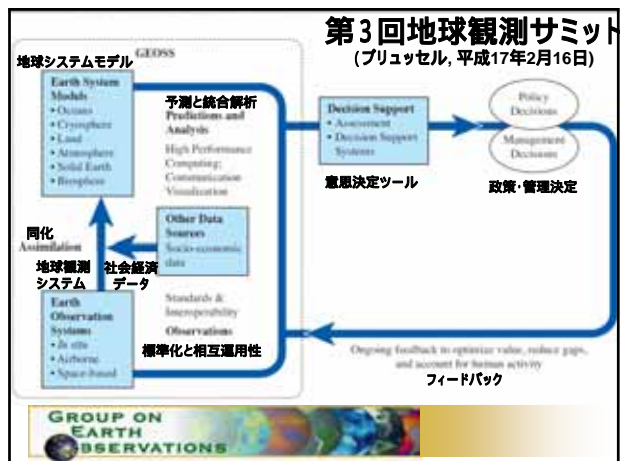 第3回地球観測サミット
(ブリュッセル, 平成17年2月16日)
GEOSS
地球システムモデル
Earth System
Models
• Oceans
• Cryosphere
• Land
• Atmosphere
• Solid Earth
• Biosphere
予測と統合解析
Predictions and
Analysis
High Performance
Computing;
Communication
Visualization
Decision Support
• Assessment
• Decision Support
Systems
意思決定ツール
Policy
Decisions
Management
Decisions
政策・管理決定
同化
Assimilation
Other Data
Sources
Socio-economic
data
地球観測
システム
社会経済
データ
Earth
Observation
Systems
• In situ
• Airborne
• Space-based
Standards &
Interoperability
Observations
標準化と相互運用性
Ongoing feedback to optimize value, reduce gaps,
and account for human activity
フィードバック
GROUP ON
EARTH
OBSERVATIONS